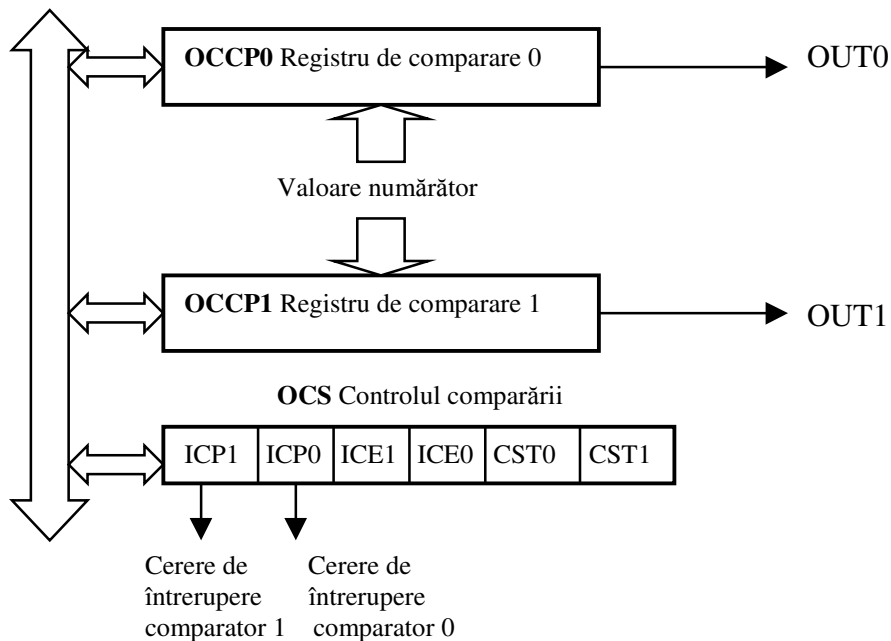 OCCP0 Registru de comparare 0
OUT0
Valoare numărător
OCCP1 Registru de comparare 1
OUT1
OCS Controlul comparării
ICP1 ICP0 ICE1 ICE0 CST0 CST1
Cerere de
întrerupere
comparator 1
Cerere de
întrerupere
comparator 0